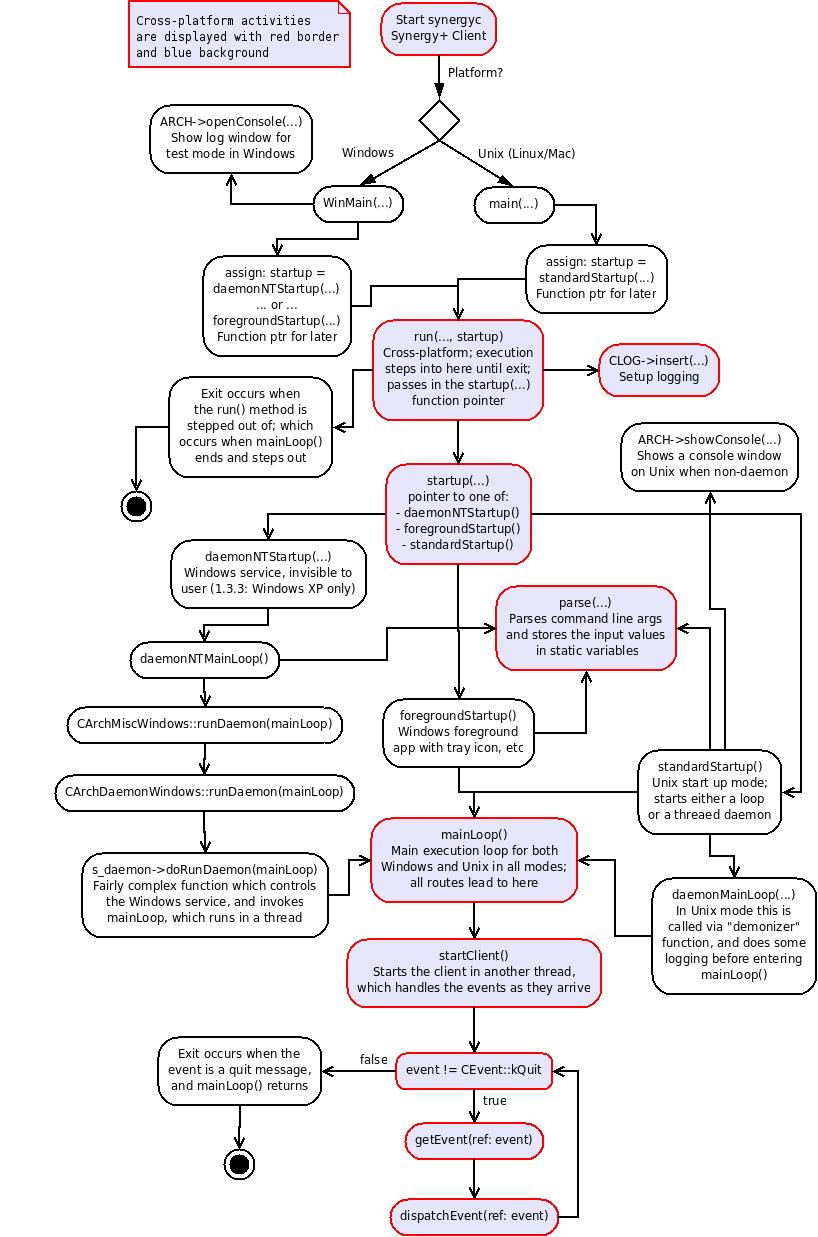 Cross-platform activities
are displayed with red border
and blue background
Start synergyc
Synergy+ Client
Platform?
ARCH->openConsole(...)
Show log window for
test mode in Windows
Windows
Unix (Linux/Mac)
WinMain(...)
main(...)
assign: startup =
daemonNTStartup(...)
... or ...
foregroundStartup(...)
Function ptr for later
assign: startup =
standardStartup(...)
Function ptr for later
run(..., startup)
Cross-platform; execution
steps into here until exit;
passes in the startup(...)
function pointer
CLOG->insert(...)
Setup logging
Exit occurs when
the run() method is
stepped out of; which
occurs when mainLoop()
ends and steps out
ARCH->showConsole(...)
Shows a console window
on Unix when non-daemon
startup(...)
pointer to one of:
- daemonNTStartup()
- foregroundStartup()
- standardStartup()
daemonNTStartup(...)
Windows service, invisible to
user (1.3.3: Windows XP only)
parse(...)
Parses command line args
and stores the input values
in static variables
daemonNTMainLoop()
CArchMiscWindows::runDaemon(mainLoop)
foregroundStartup()
Windows foreground
app with tray icon, etc
standardStartup()
Unix start up mode;
starts either a loop
or a threaed daemon
CArchDaemonWindows::runDaemon(mainLoop)
mainLoop()
Main execution loop for both
Windows and Unix in all modes;
all routes lead to here
s_daemon->doRunDaemon(mainLoop)
Fairly complex function which controls
the Windows service, and invokes
mainLoop, which runs in a thread
daemonMainLoop(...)
In Unix mode this is
called via "demonizer"
function, and does some
logging before entering
mainLoop()
startClient()
Starts the client in another thread,
which handles the events as they arrive
Exit occurs when the
event is a quit message,
and mainLoop() returns
false
event != CEvent::kQuit
true
getEvent(ref: event)
dispatchEvent(ref: event)